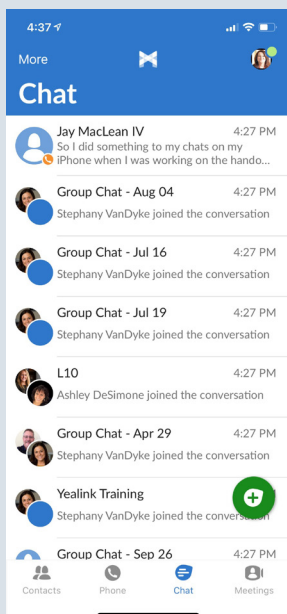 4:37
More
Chat
Jay MacLean IV 4:27 PM
So I did something to my chats on my
iPhone when I was working on the hando...
Group Chat - Aug 04 4:27 PM
Stephany VanDyke joined the conversation
Group Chat - Jul 16 4:27 PM
Stephany VanDyke joined the conversation
Group Chat - Jul 19 4:27 PM
Stephany VanDyke joined the conversation
L10 4:27 PM
Ashley DeSimone joined the conversation
Group Chat - Apr 29 4:27 PM
Stephany VanDyke joined the conversation
Yealink Training
Stephany VanDyke joined the
Group Chat - Sep 26 4:27 PM
Contacts Phone Chat Meetings